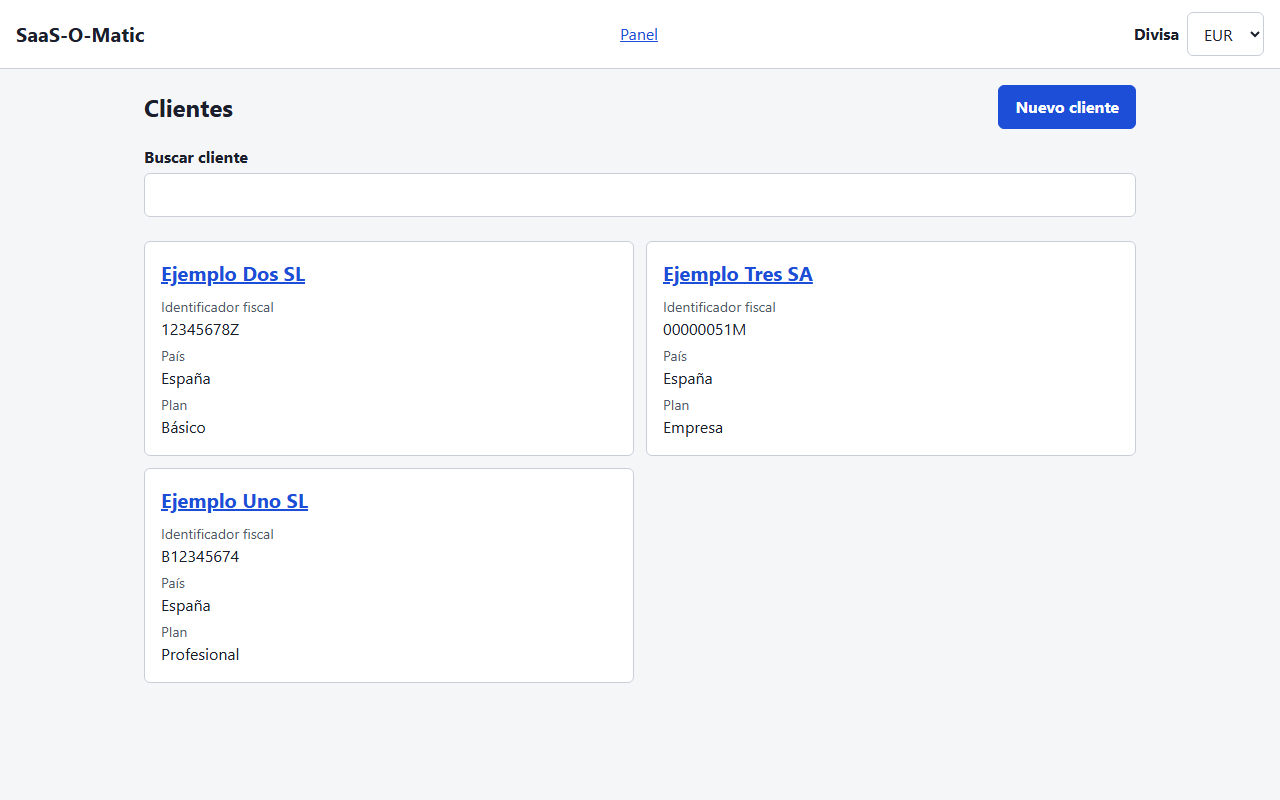 SaaS-O-Matic
Panel
Divisa
EUR
Clientes
Nuevo cliente
Buscar cliente
Ejemplo Dos SL
Identificador fiscal
12345678Z
País
España
Plan
Básico
Ejemplo Tres SA
Identificador fiscal
00000051M
País
España
Plan
Empresa
Ejemplo Uno SL
Identificador fiscal
B12345674
País
España
Plan
Profesional